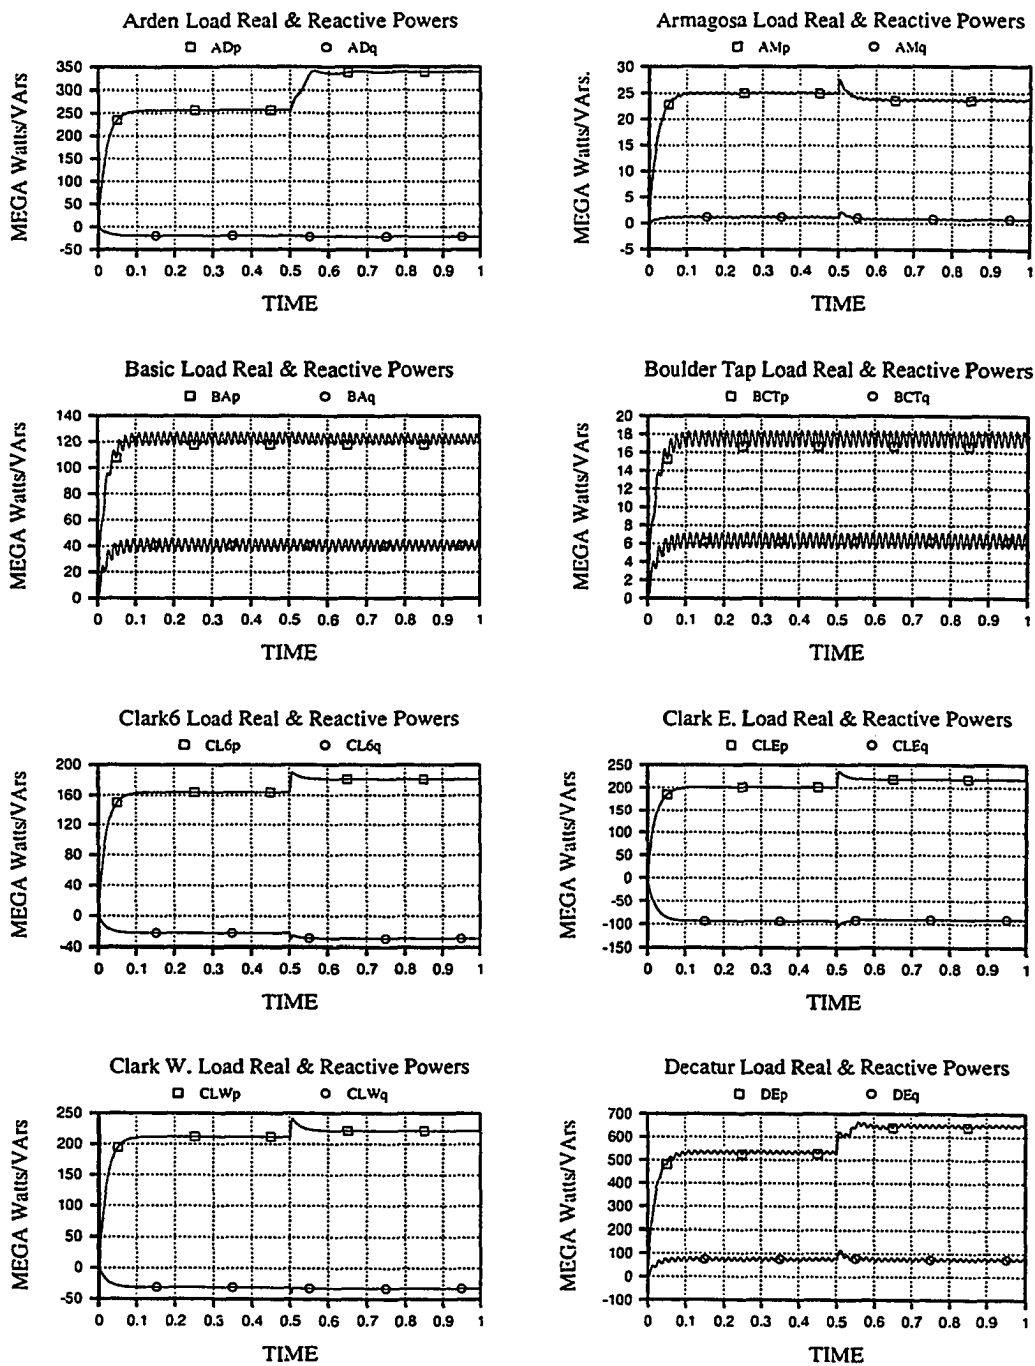 Arden Load Real & Reactive Powers
ADp ADq
MEGA Watts/VArs
350
300
250
200
150
100
50
0
-50
0 0.1 0.2 0.3 0.4 0.5 0.6 0.7 0.8 0.9 1
TIME
Armagosa Load Real & Reactive Powers
AMp AMq
MEGA Watts/VArs.
30
25
20
15
10
5
0
-5
0 0.1 0.2 0.3 0.4 0.5 0.6 0.7 0.8 0.9 1
TIME
Basic Load Real & Reactive Powers
BAp BAq
MEGA Watts/VArs
140
120
100
80
60
40
20
0
0 0.1 0.2 0.3 0.4 0.5 0.6 0.7 0.8 0.9 1
TIME
Boulder Tap Load Real & Reactive Powers
BCTp BCTq
MEGA Watts/VArs
20
18
16
14
12
10
8
6
4
2
0
0 0.1 0.2 0.3 0.4 0.5 0.6 0.7 0.8 0.9 1
TIME
Clark6 Load Real & Reactive Powers
CL6p CL6q
MEGA Watts/VArs
200
160
120
80
40
0
-40
0 0.1 0.2 0.3 0.4 0.5 0.6 0.7 0.8 0.9 1
TIME
Clark E. Load Real & Reactive Powers
CLEp CLEq
MEGA Watts/VArs
250
200
150
100
50
0
-50
-100
-150
0 0.1 0.2 0.3 0.4 0.5 0.6 0.7 0.8 0.9 1
TIME
Clark W. Load Real & Reactive Powers
CLWp CLWq
MEGA Watts/VArs
250
200
150
100
50
0
-50
0 0.1 0.2 0.3 0.4 0.5 0.6 0.7 0.8 0.9 1
TIME
Decatur Load Real & Reactive Powers
DEp DEq
MEGA Watts/VArs
700
600
500
400
300
200
100
0
-100
0 0.1 0.2 0.3 0.4 0.5 0.6 0.7 0.8 0.9 1
TIME